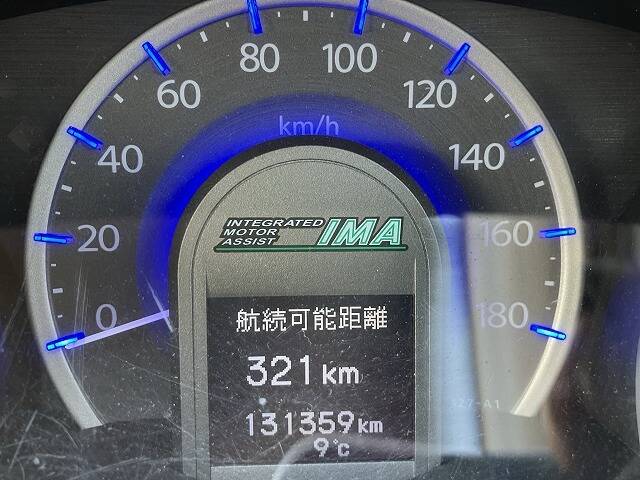 80
100
60
120
km/h
40
140
INTEGRATED
MOTOR
ASSIST
IMA
20
160
航続可能距離
0
180
321 km
131359 km
9°C